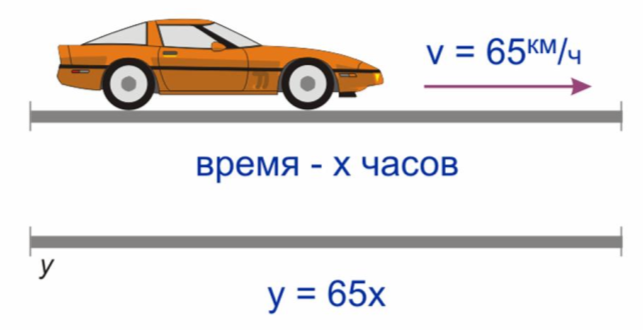 v = 65км/ч
время - х часов
y
y = 65x